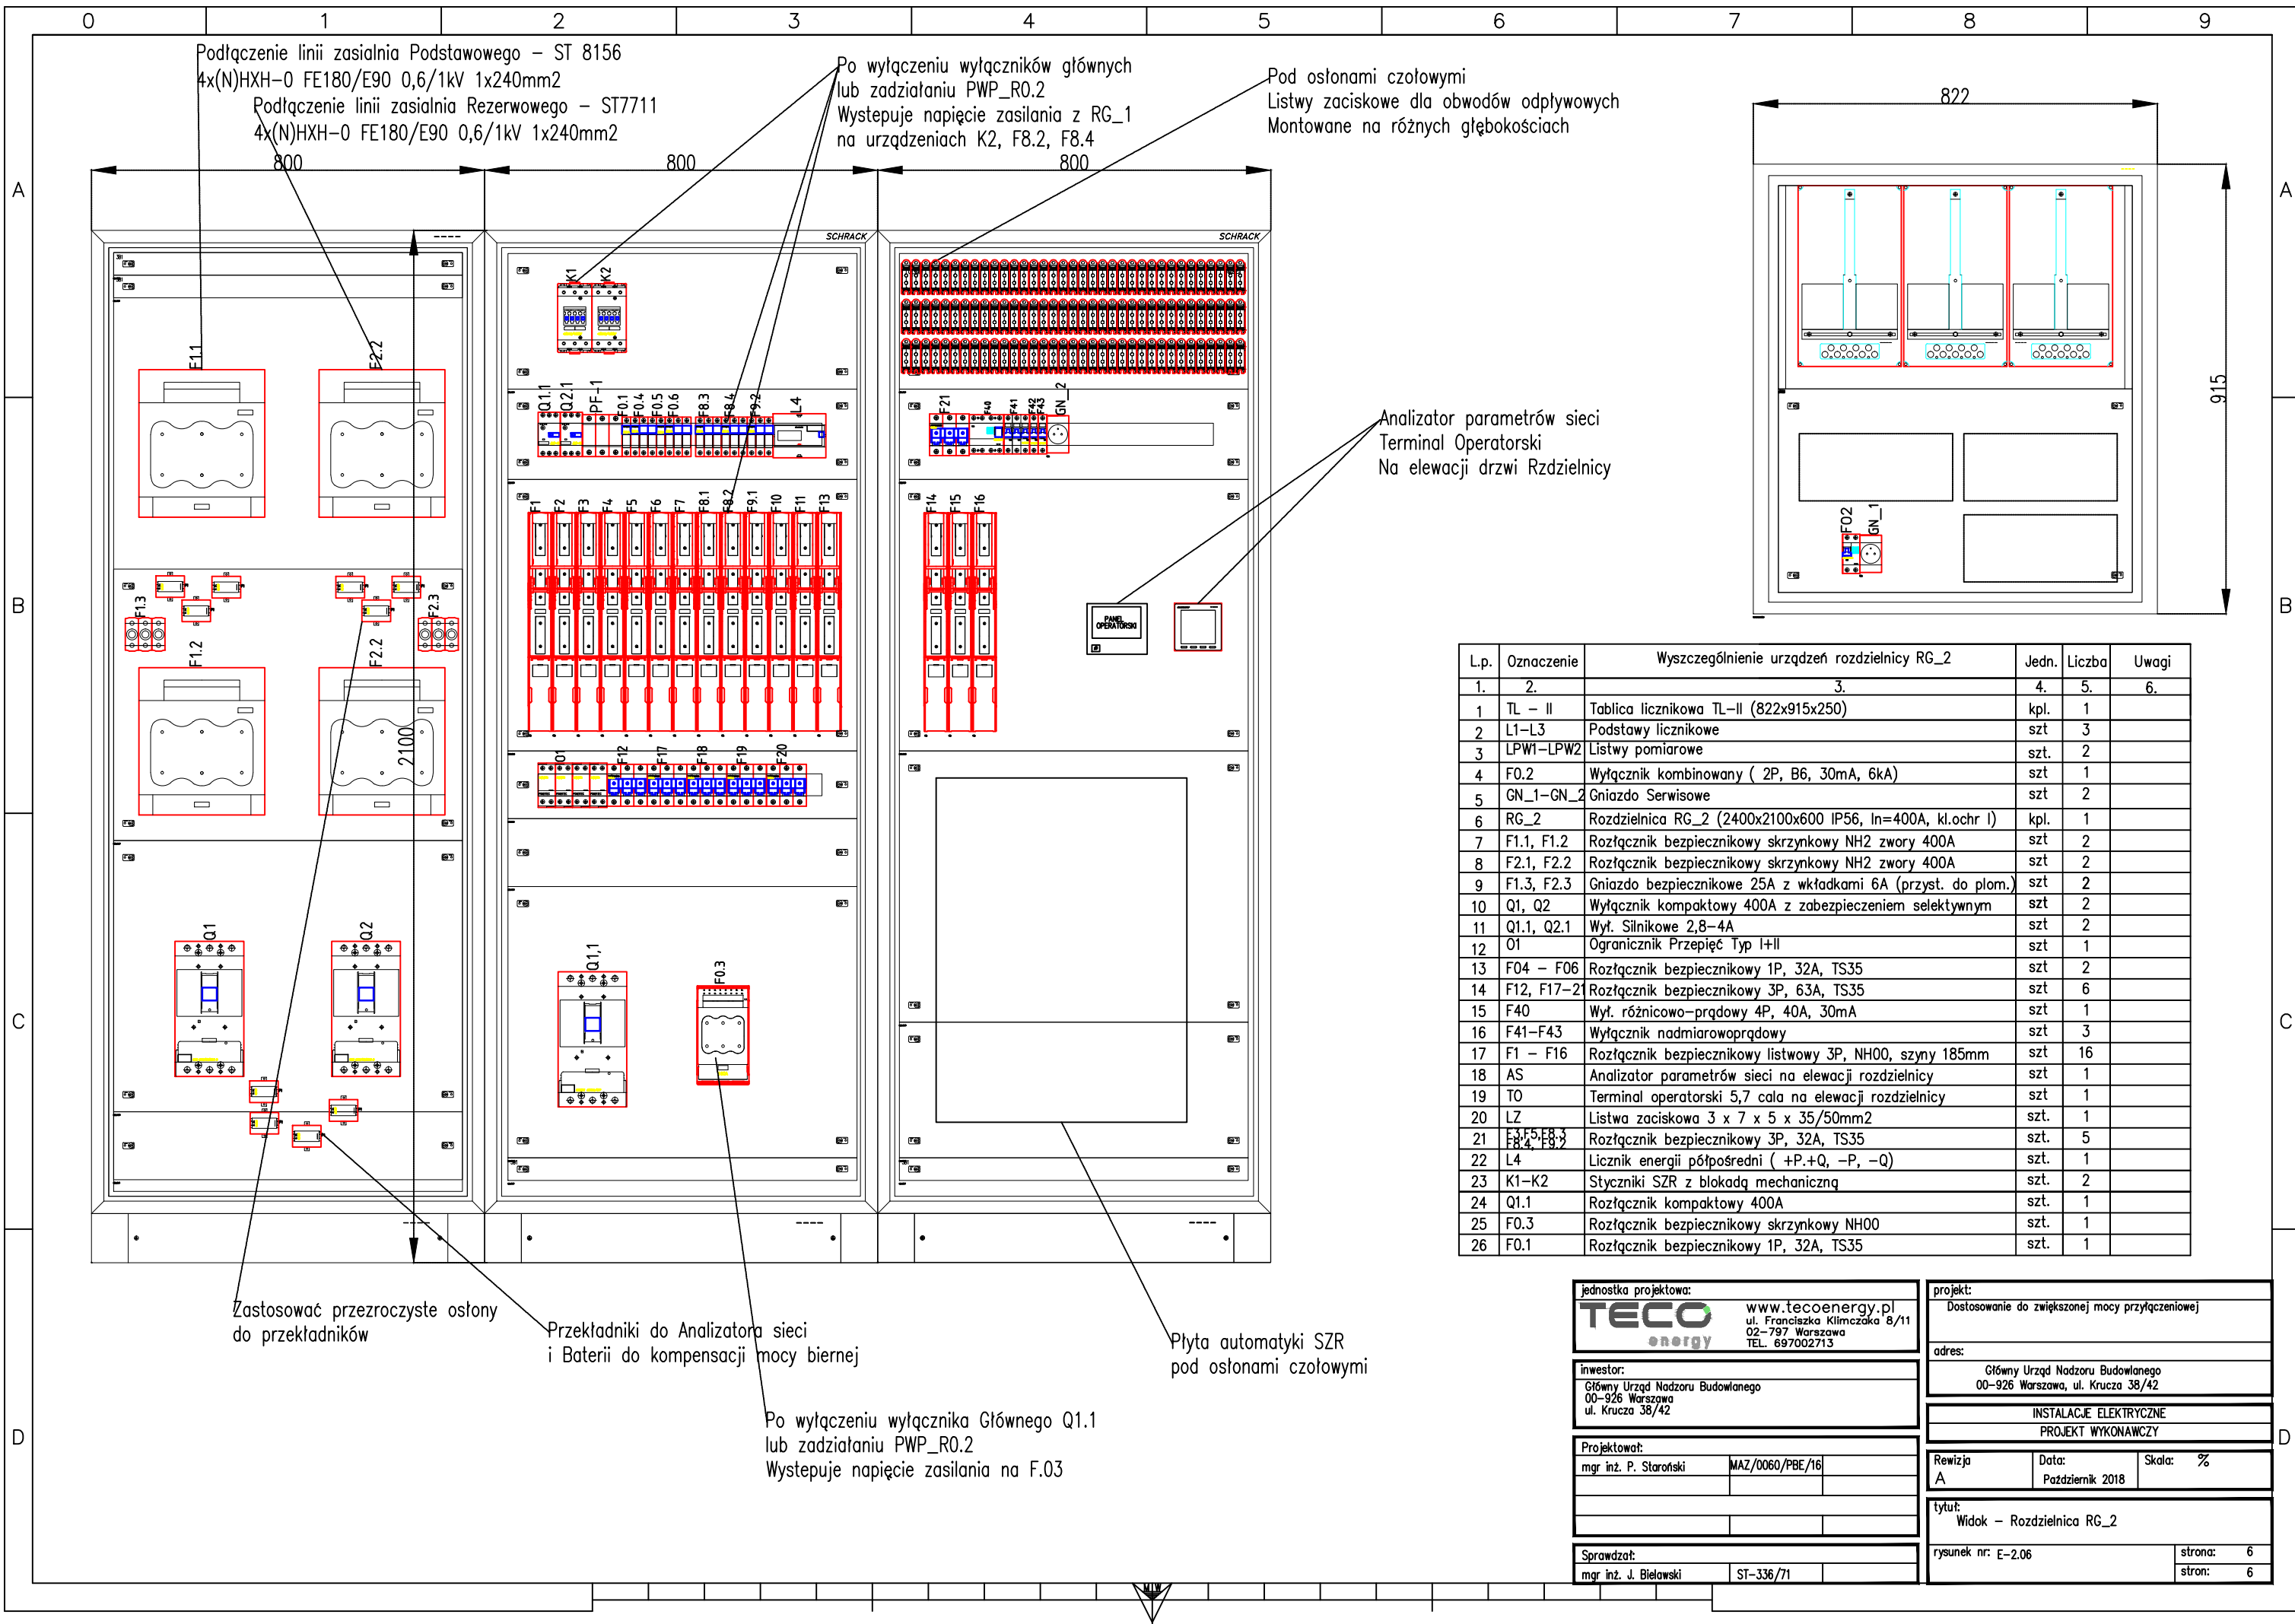 0 1 2 3 4 5 6 7 8 9
Podłączenie linii zasialnia Podstawowego – ST 8156
4x(N)HXH-0 FE180/E90 0,6/1kV 1x240mm2
Podłączenie linii zasialnia Rezerwowego – ST7711
4x(N)HXH-0 FE180/E90 0,6/1kV 1x240mm2
Po wyłączeniu wyłączników głównych
lub zadziałaniu PWP_R0.2
Wystepuje napięcie zasilania z RG_1
na urządzeniach K2, F8.2, F8.4
Pod osłonami czołowymi
Listwy zaciskowe dla obwodów odpływowych
Montowane na różnych głębokościach
800
800
800
822
915
2100
A
B
C
D
A
B
C
D
SCHRACK
SCHRACK
F1.1
F2.2
F1.3
F2.3
F1.2
F2.2
Q1
Q2
K1
K2
Q1.1
Q2.1
PF-1
F0.1
F0.4
F0.5
F0.6
F8.3
F8.4
F9.2
L4
F1
F2
F3
F4
F5
F6
F7
F8.1
F8.2
F9.1
F10
F11
F13
O1
F12
F17
F18
F19
F20
Q1,1
F0.3
F21
F40
F41
F42
F43
GN_2
F14
F15
F16
PANEL
OPERATORSKI
FO2
GN_1
Analizator parametrów sieci
Terminal Operatorski
Na elewacji drzwi Rzdzielnicy
Zastosować przezroczyste osłony
do przekładników
Przekładniki do Analizatora sieci
i Baterii do kompensacji mocy biernej
Po wyłączeniu wyłącznika Głównego Q1.1
lub zadziałaniu PWP_R0.2
Wystepuje napięcie zasilania na F.03
Płyta automatyki SZR
pod osłonami czołowymi
L.p. Oznaczenie Wyszczególnienie urządzeń rozdzielnicy RG_2 Jedn. Liczba Uwagi
1. 2. 3. 4. 5. 6.
1 TL – II Tablica licznikowa TL-II (822x915x250) kpl. 1
2 L1-L3 Podstawy licznikowe szt 3
3 LPW1-LPW2 Listwy pomiarowe szt. 2
4 F0.2 Wyłącznik kombinowany ( 2P, B6, 30mA, 6kA) szt 1
5 GN_1-GN_2 Gniazdo Serwisowe szt 2
6 RG_2 Rozdzielnica RG_2 (2400x2100x600 IP56, In=400A, kl.ochr I) kpl. 1
7 F1.1, F1.2 Rozłącznik bezpiecznikowy skrzynkowy NH2 zwory 400A szt 2
8 F2.1, F2.2 Rozłącznik bezpiecznikowy skrzynkowy NH2 zwory 400A szt 2
9 F1.3, F2.3 Gniazdo bezpiecznikowe 25A z wkładkami 6A (przyst. do plom.) szt 2
10 Q1, Q2 Wyłącznik kompaktowy 400A z zabezpieczeniem selektywnym szt 2
11 Q1.1, Q2.1 Wył. Silnikowe 2,8-4A szt 2
12 O1 Ogranicznik Przepięć Typ I+II szt 1
13 F04 – F06 Rozłącznik bezpiecznikowy 1P, 32A, TS35 szt 2
14 F12, F17-21 Rozłącznik bezpiecznikowy 3P, 63A, TS35 szt 6
15 F40 Wył. różnicowo-prądowy 4P, 40A, 30mA szt 1
16 F41-F43 Wyłącznik nadmiarowoprądowy szt 3
17 F1 – F16 Rozłącznik bezpiecznikowy listwowy 3P, NH00, szyny 185mm szt 16
18 AS Analizator parametrów sieci na elewacji rozdzielnicy szt 1
19 TO Terminal operatorski 5,7 cala na elewacji rozdzielnicy szt 1
20 LZ Listwa zaciskowa 3 x 7 x 5 x 35/50mm2 szt. 1
21 F3,F5,F8.3 F8.4, F9.2 Rozłącznik bezpiecznikowy 3P, 32A, TS35 szt. 5
22 L4 Licznik energii półpośredni ( +P.+Q, -P, -Q) szt. 1
23 K1-K2 Styczniki SZR z blokadą mechaniczną szt. 2
24 Q1.1 Rozłącznik kompaktowy 400A szt. 1
25 F0.3 Rozłącznik bezpiecznikowy skrzynkowy NH00 szt. 1
26 F0.1 Rozłącznik bezpiecznikowy 1P, 32A, TS35 szt. 1
jednostka projektowa:
TECO energy
www.tecoenergy.pl
ul. Franciszka Klimczaka 8/11
02-797 Warszawa
TEL. 697002713
inwestor:
Główny Urząd Nadzoru Budowlanego
00-926 Warszawa
ul. Krucza 38/42
Projektował:
mgr inż. P. Staroński MAZ/0060/PBE/16
Sprawdzał:
mgr inż. J. Bielawski ST-336/71
projekt:
Dostosowanie do zwiększonej mocy przyłączeniowej
adres:
Główny Urząd Nadzoru Budowlanego
00-926 Warszawa, ul. Krucza 38/42
INSTALACJE ELEKTRYCZNE
PROJEKT WYKONAWCZY
Rewizja A
Data: Październik 2018
Skala: %
tytuł:
Widok – Rozdzielnica RG_2
rysunek nr: E-2.06
strona: 6
stron: 6